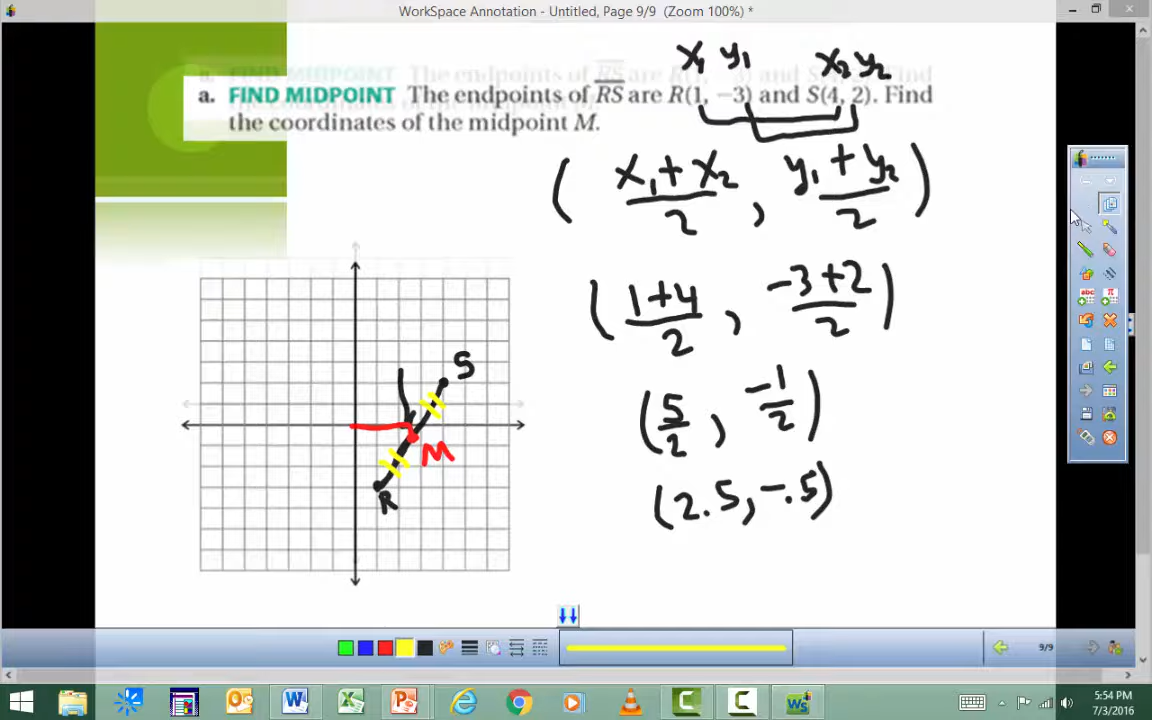 WorkSpace Annotation - Untitled, Page 9/9 (Zoom 100%) *
x₁ y₁ x₂ y₂
a. FIND MIDPOINT The endpoints of R̅S̅ are R(1, −3) and S(4, 2). Find
the coordinates of the midpoint M.
( x₁ + x₂ / 2 , y₁ + y₂ / 2 )
( 1+4 / 2 , -3+2 / 2 )
( 5/2 , -1/2 )
(2.5, -.5)
S
M
R
9/9
5:54 PM
7/3/2016